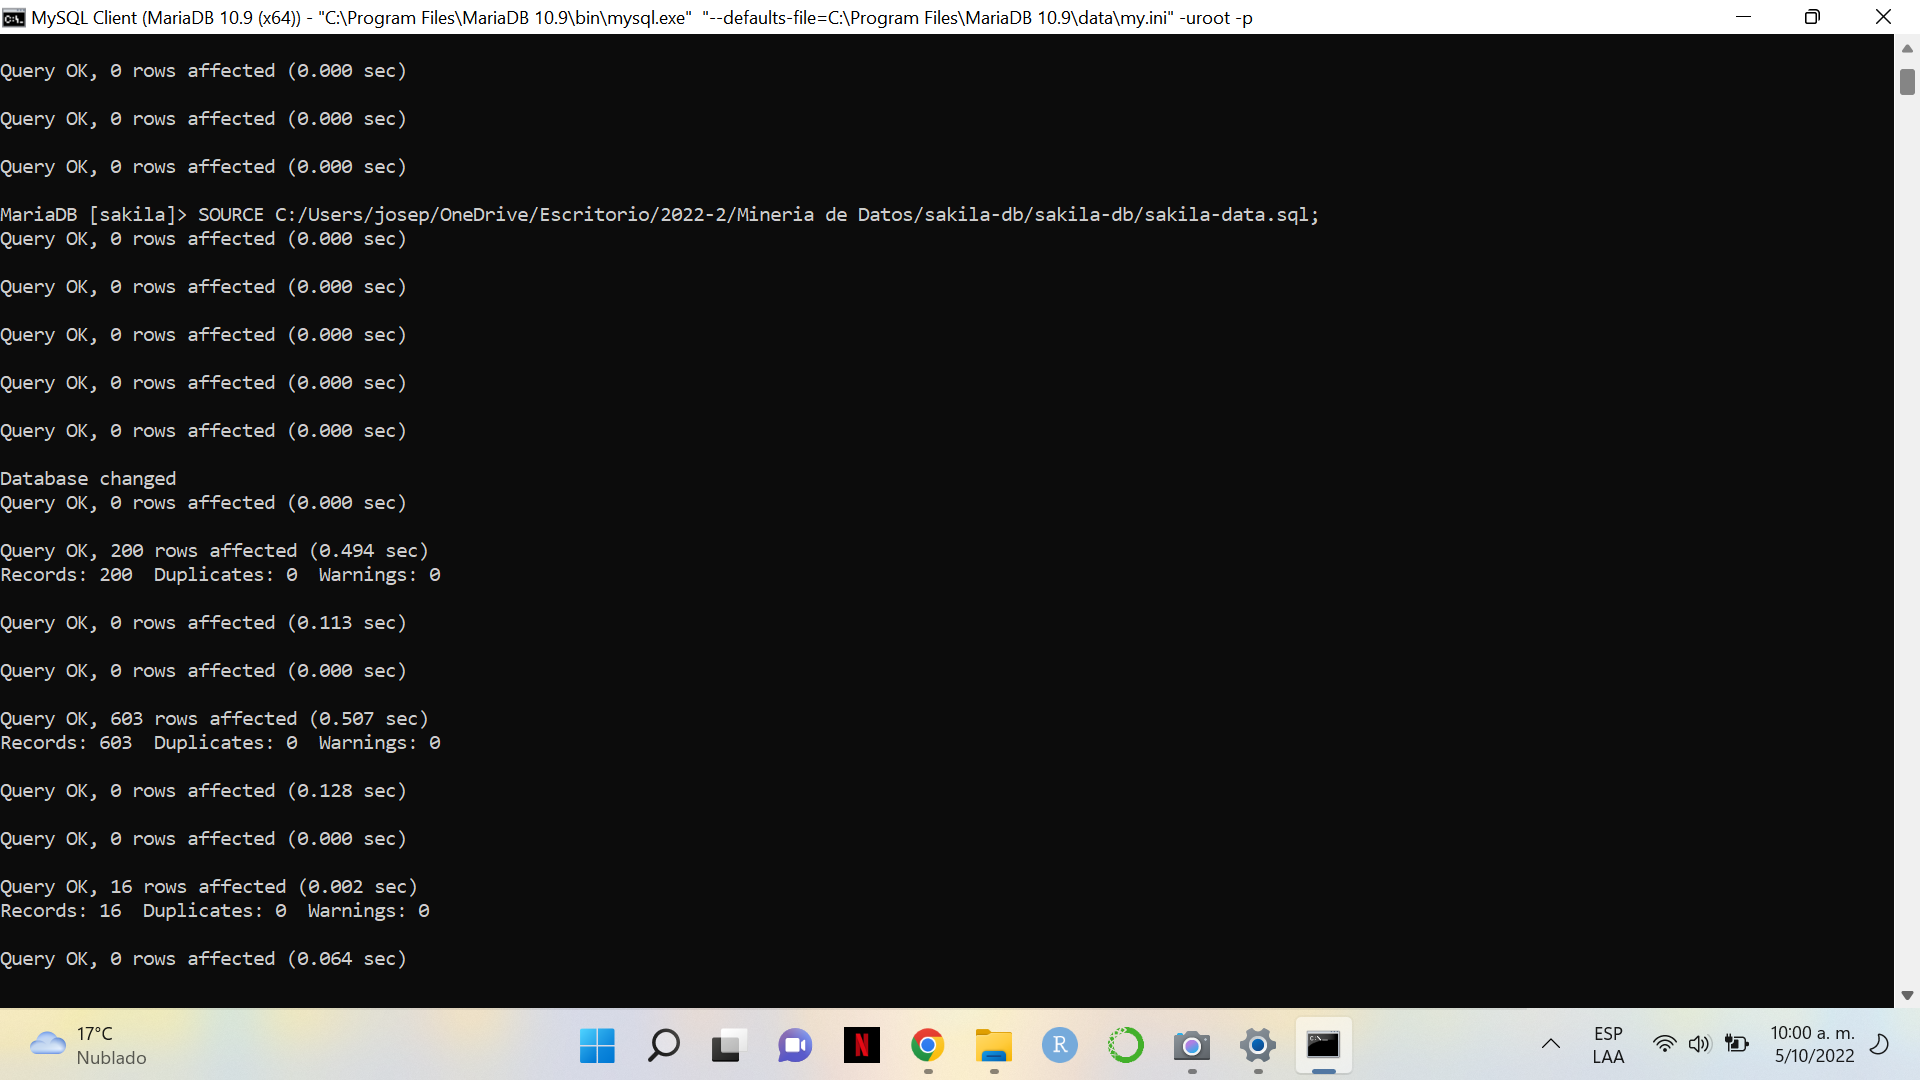 MySQL Client (MariaDB 10.9 (x64)) - "C:\Program Files\MariaDB 10.9\bin\mysql.exe" "--defaults-file=C:\Program Files\MariaDB 10.9\data\my.ini" -uroot -p
Query OK, 0 rows affected (0.000 sec)
Query OK, 0 rows affected (0.000 sec)
Query OK, 0 rows affected (0.000 sec)
MariaDB [sakila]> SOURCE C:/Users/josep/OneDrive/Escritorio/2022-2/Mineria de Datos/sakila-db/sakila-db/sakila-data.sql;
Query OK, 0 rows affected (0.000 sec)
Query OK, 0 rows affected (0.000 sec)
Query OK, 0 rows affected (0.000 sec)
Query OK, 0 rows affected (0.000 sec)
Query OK, 0 rows affected (0.000 sec)
Database changed
Query OK, 0 rows affected (0.000 sec)
Query OK, 200 rows affected (0.494 sec)
Records: 200  Duplicates: 0  Warnings: 0
Query OK, 0 rows affected (0.113 sec)
Query OK, 0 rows affected (0.000 sec)
Query OK, 603 rows affected (0.507 sec)
Records: 603  Duplicates: 0  Warnings: 0
Query OK, 0 rows affected (0.128 sec)
Query OK, 0 rows affected (0.000 sec)
Query OK, 16 rows affected (0.002 sec)
Records: 16  Duplicates: 0  Warnings: 0
Query OK, 0 rows affected (0.064 sec)
17°C
Nublado
N
R
ESP
LAA
10:00 a. m.
5/10/2022